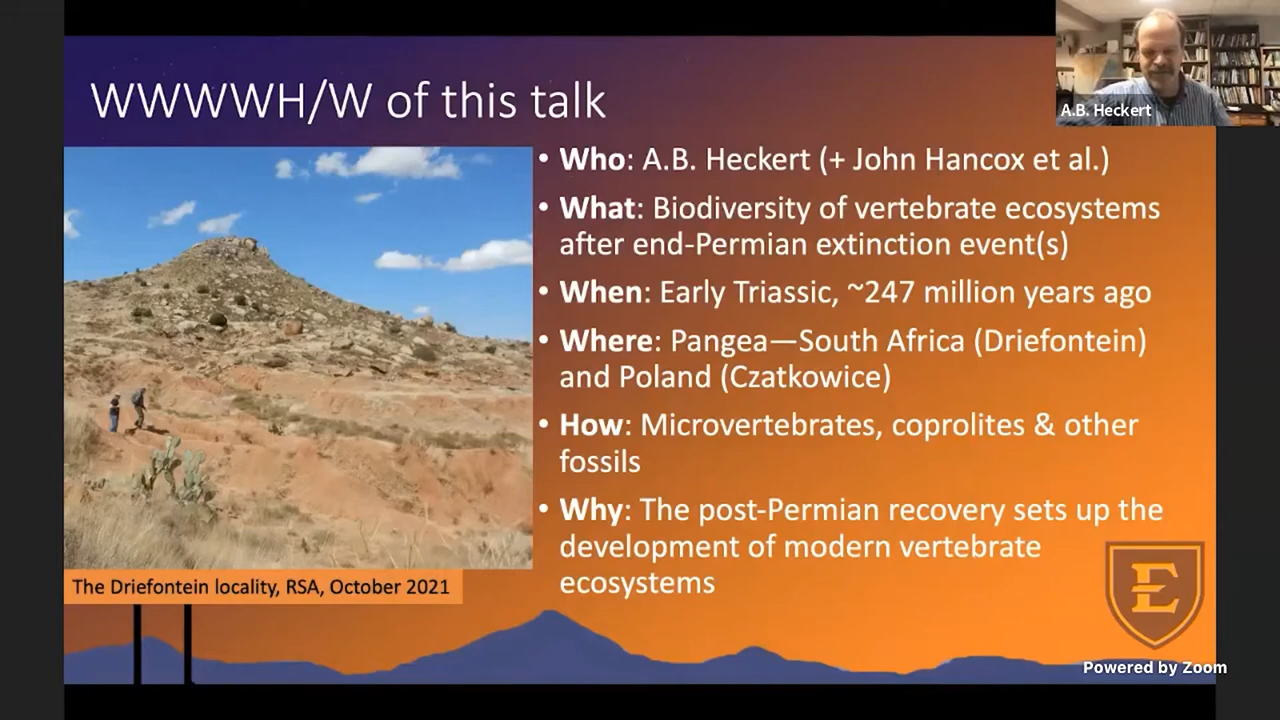 A.B. Heckert
WWWWH/W of this talk
• Who: A.B. Heckert (+ John Hancox et al.)
• What: Biodiversity of vertebrate ecosystems
after end-Permian extinction event(s)
• When: Early Triassic, ~247 million years ago
• Where: Pangea—South Africa (Driefontein)
and Poland (Czatkowice)
• How: Microvertebrates, coprolites & other
fossils
• Why: The post-Permian recovery sets up the
development of modern vertebrate
ecosystems
The Driefontein locality, RSA, October 2021
E
Powered by Zoom